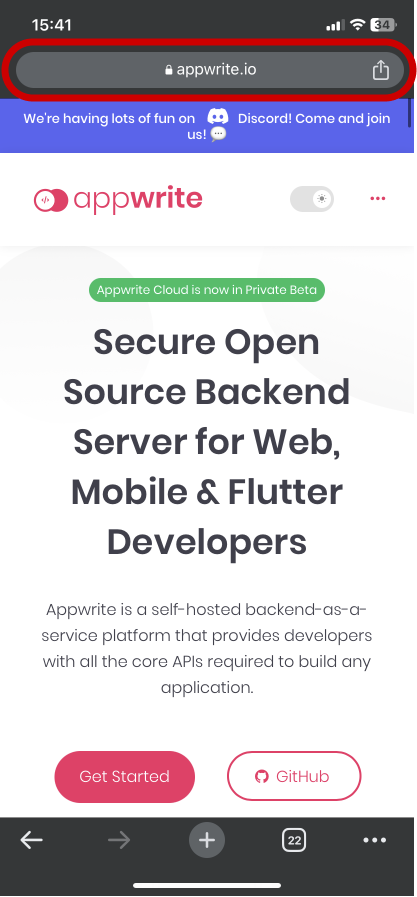 15:41
34
appwrite.io
We're having lots of fun on Discord! Come and join
us!
</> appwrite
Appwrite Cloud is now in Private Beta
Secure Open
Source Backend
Server for Web,
Mobile & Flutter
Developers
Appwrite is a self-hosted backend-as-a-
service platform that provides developers
with all the core APIs required to build any
application.
Get Started
GitHub
22